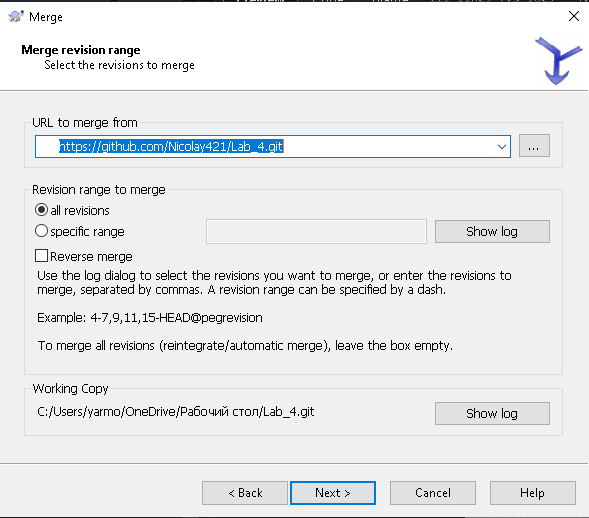 Merge
Merge revision range
Select the revisions to merge
URL to merge from
https://github.com/Nicolay421/Lab_4.git
...
Revision range to merge
all revisions
specific range
Show log
Reverse merge
Use the log dialog to select the revisions you want to merge, or enter the revisions to
merge, separated by commas. A revision range can be specified by a dash.
Example: 4-7,9,11,15-HEAD@pegrevision
To merge all revisions (reintegrate/automatic merge), leave the box empty.
Working Copy
C:/Users/yarmo/OneDrive/Рабочий стол/Lab_4.git
Show log
< Back
Next >
Cancel
Help